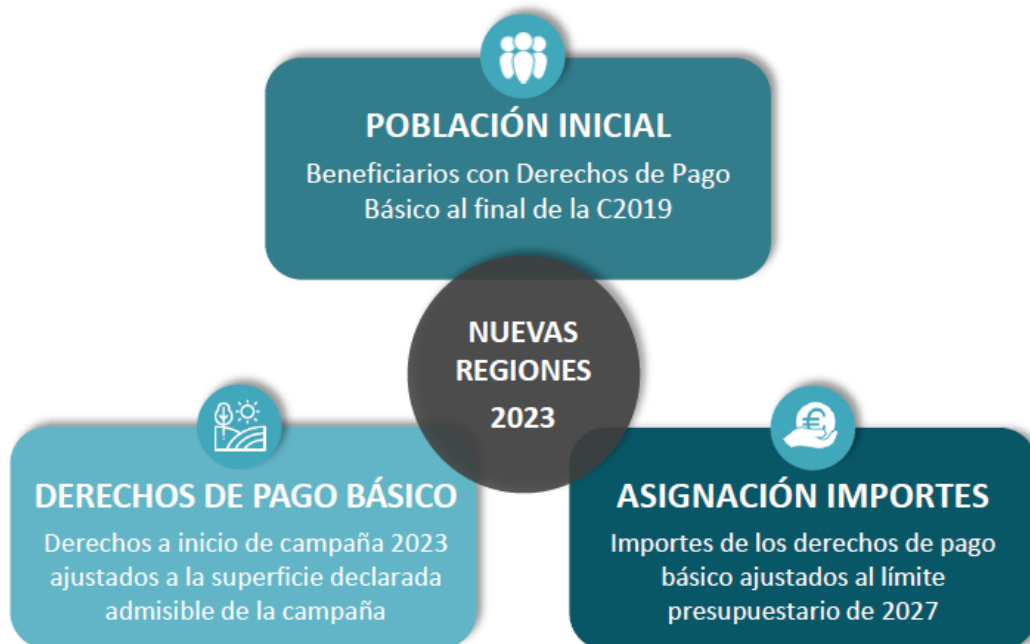 POBLACIÓN INICIAL
Beneficiarios con Derechos de Pago
Básico al final de la C2019
NUEVAS
REGIONES
2023
DERECHOS DE PAGO BÁSICO
Derechos a inicio de campaña 2023
ajustados a la superficie declarada
admisible de la campaña
ASIGNACIÓN IMPORTES
Importes de los derechos de pago
básico ajustados al límite
presupuestario de 2027